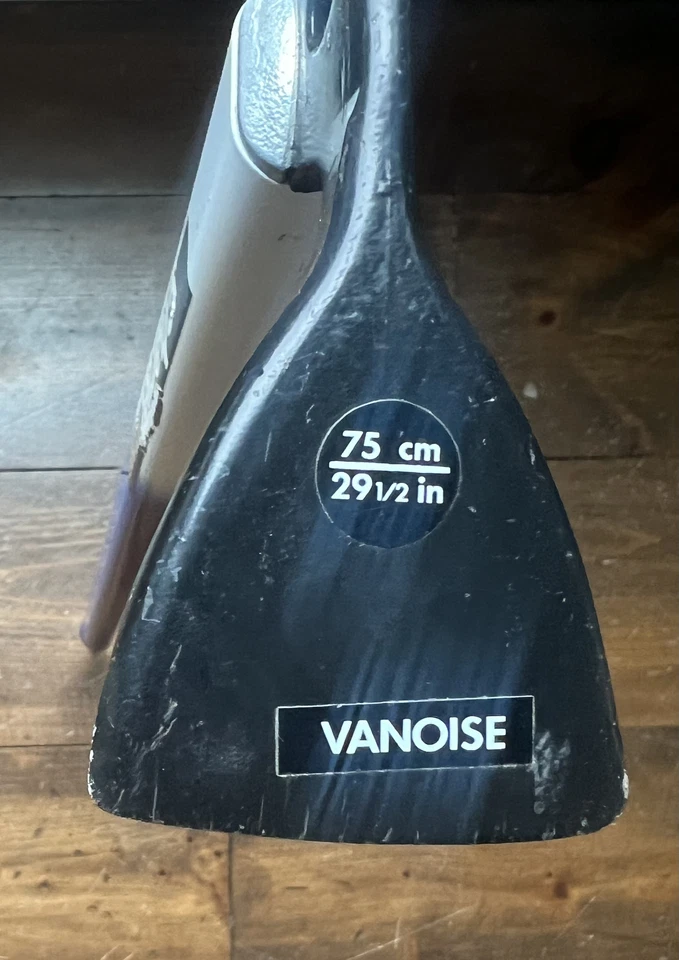 75 cm
29 1/2 in
VANOISE